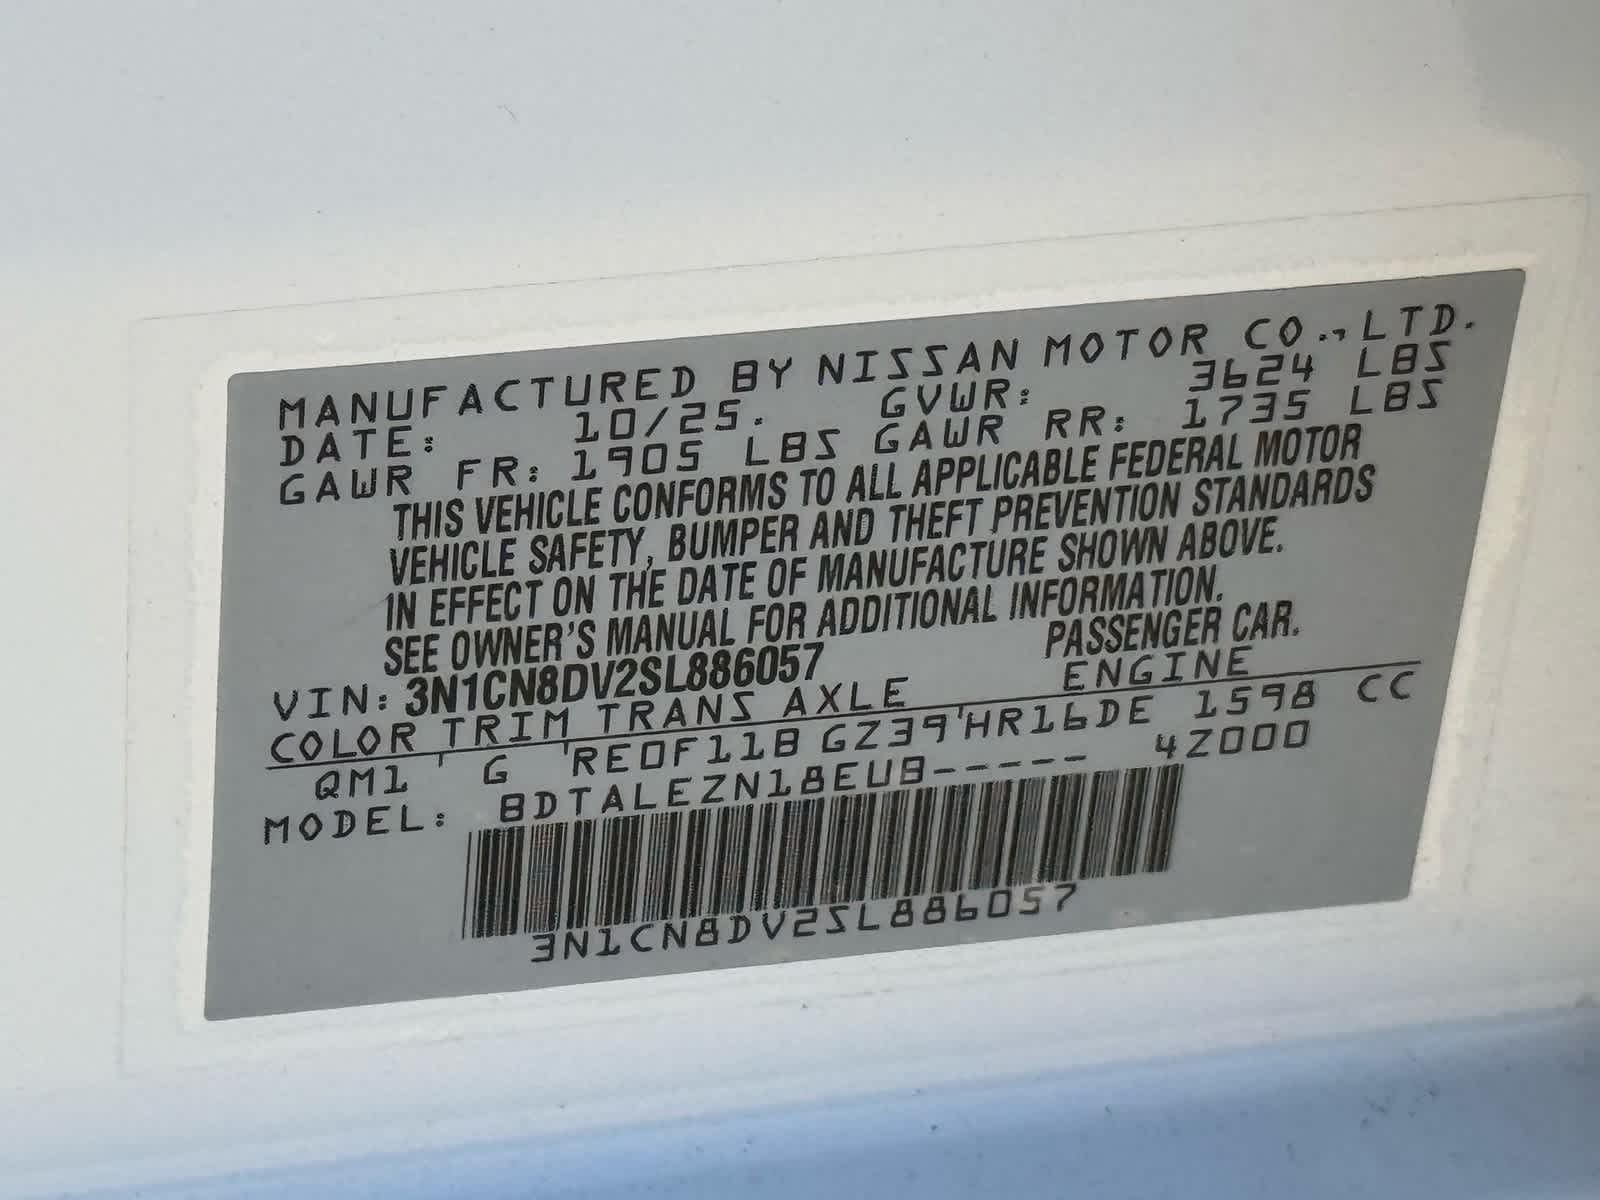 MANUFACTURED BY NISSAN MOTOR CO.,LTD.
DATE: 10/25. GVWR: 3624 LBS
GAWR FR: 1905 LBS GAWR RR: 1735 LBS
THIS VEHICLE CONFORMS TO ALL APPLICABLE FEDERAL MOTOR
VEHICLE SAFETY, BUMPER AND THEFT PREVENTION STANDARDS
IN EFFECT ON THE DATE OF MANUFACTURE SHOWN ABOVE.
SEE OWNER'S MANUAL FOR ADDITIONAL INFORMATION.
VIN: 3N1CN8DV2SL886057 PASSENGER CAR.
COLOR TRIM TRANS AXLE ENGINE
QM1 ' G 'RE0F11B GZ39'HR16DE 1598 CC
MODEL: BDTALEZN18EUB----- 4Z000
3N1CN8DV2SL886057